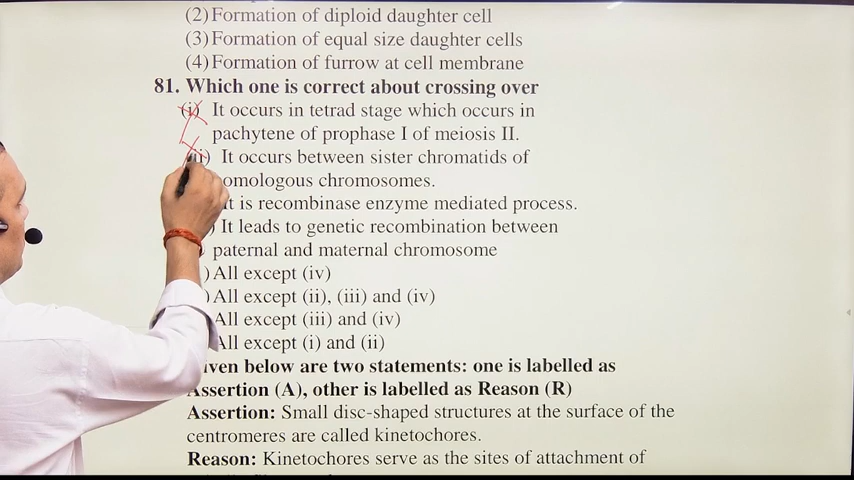 (2) Formation of diploid daughter cell
(3) Formation of equal size daughter cells
(4) Formation of furrow at cell membrane
81. Which one is correct about crossing over
(i) It occurs in tetrad stage which occurs in
pachytene of prophase I of meiosis II.
(ii) It occurs between sister chromatids of
omologous chromosomes.
It is recombinase enzyme mediated process.
) It leads to genetic recombination between
paternal and maternal chromosome
) All except (iv)
) All except (ii), (iii) and (iv)
All except (iii) and (iv)
All except (i) and (ii)
iven below are two statements: one is labelled as
Assertion (A), other is labelled as Reason (R)
Assertion: Small disc-shaped structures at the surface of the
centromeres are called kinetochores.
Reason: Kinetochores serve as the sites of attachment of